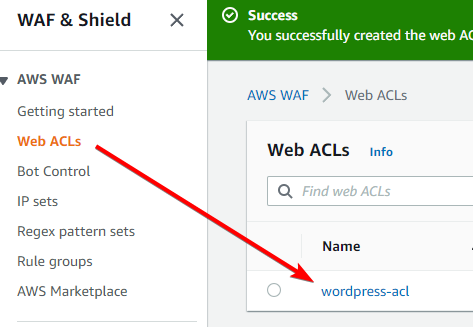 WAF & Shield
AWS WAF
Getting started
Web ACLs
Bot Control
IP sets
Regex pattern sets
Rule groups
AWS Marketplace
Success
You successfully created the web
AWS WAF > Web ACLs
Web ACLs Info
Find web ACLs
Name
wordpress-acl